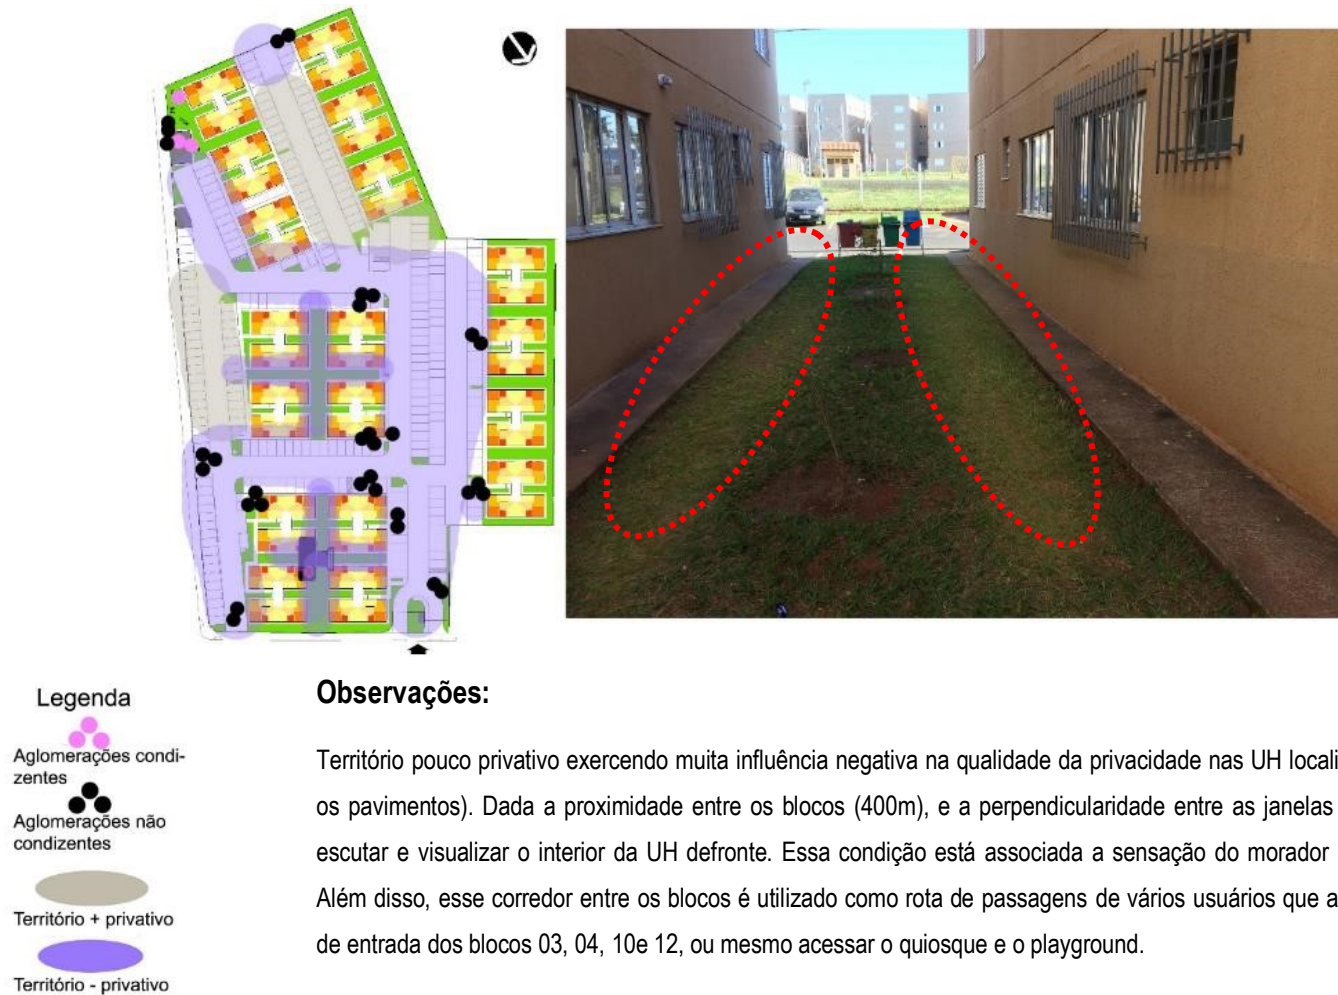 Legenda
Aglomerações condi-
zentes
Aglomerações não
condizentes
Território + privativo
Território - privativo
Observações:
Território pouco privativo exercendo muita influência negativa na qualidade da privacidade nas UH locali
os pavimentos). Dada a proximidade entre os blocos (400m), e a perpendicularidade entre as janelas
escutar e visualizar o interior da UH defronte. Essa condição está associada a sensação do morador
Além disso, esse corredor entre os blocos é utilizado como rota de passagens de vários usuários que a
de entrada dos blocos 03, 04, 10e 12, ou mesmo acessar o quiosque e o playground.